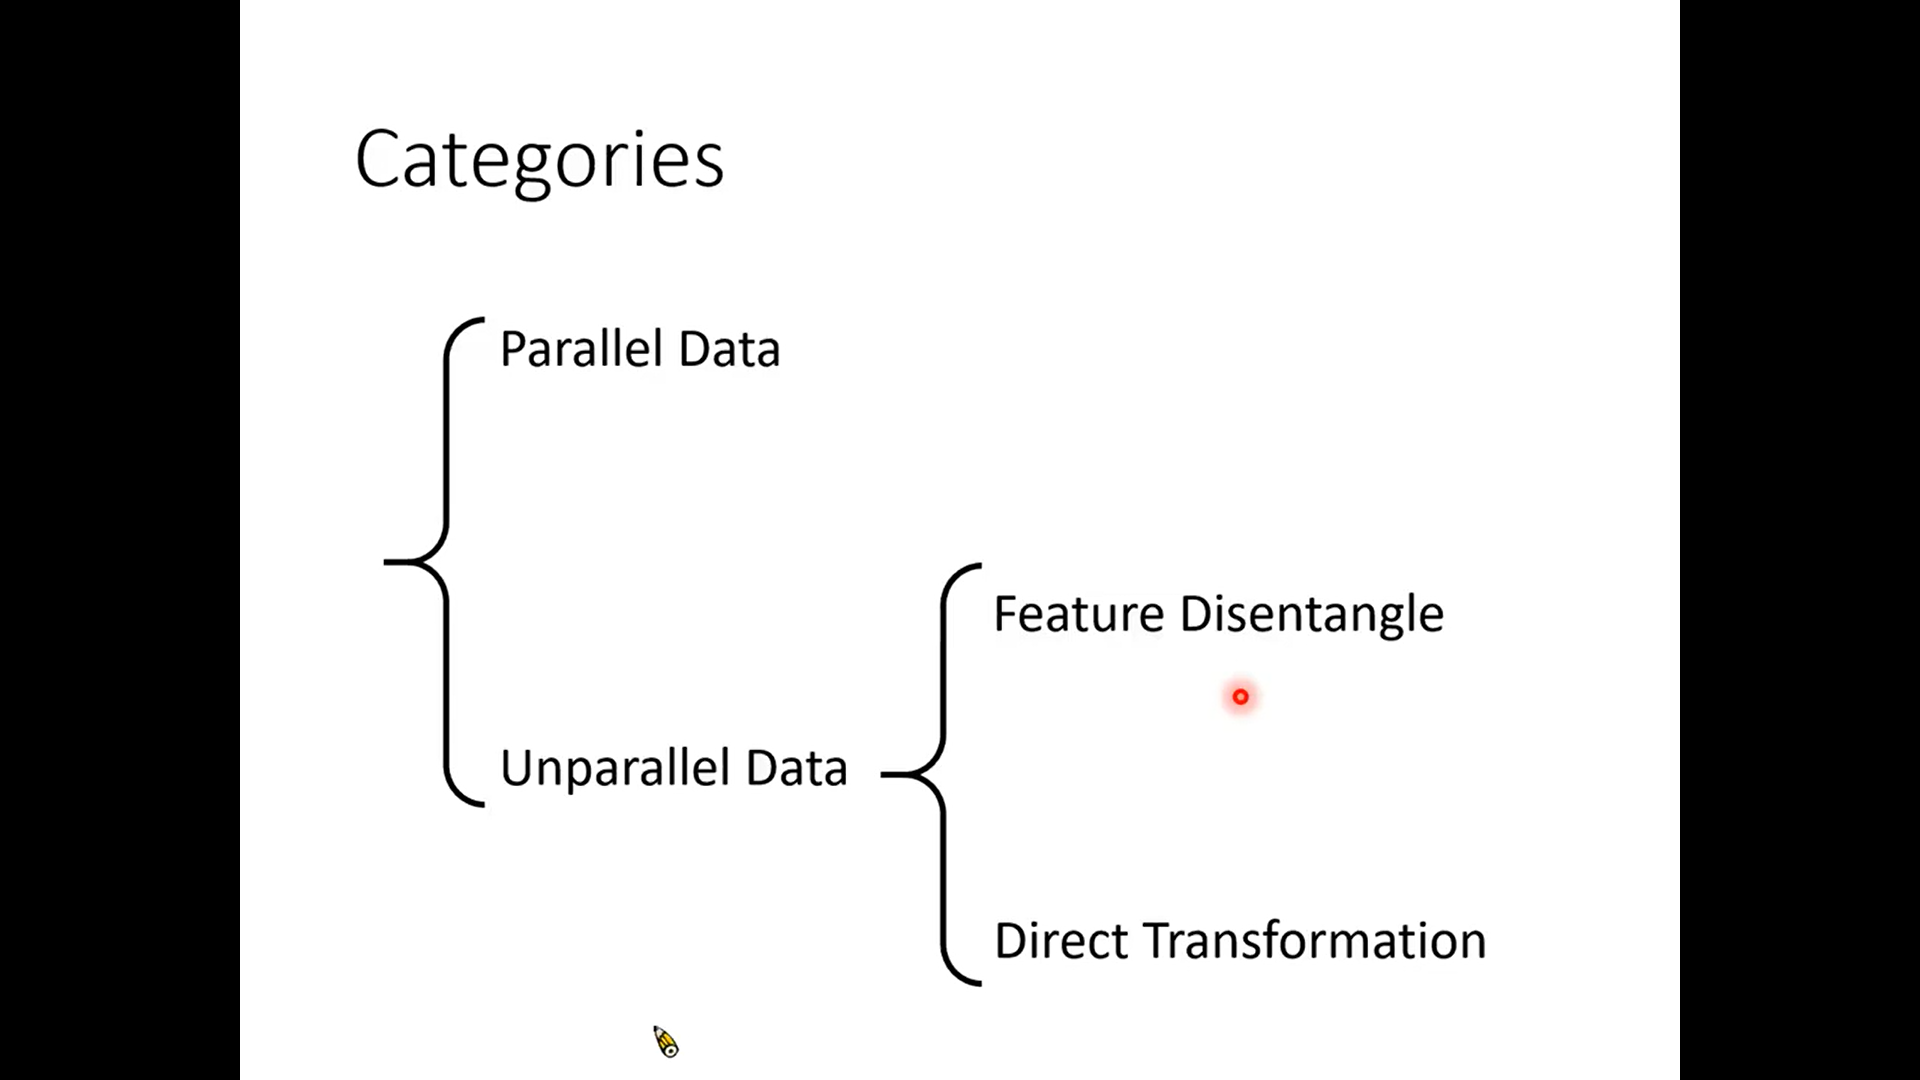 Categories
Parallel Data
Feature Disentangle
Unparallel Data
Direct Transformation